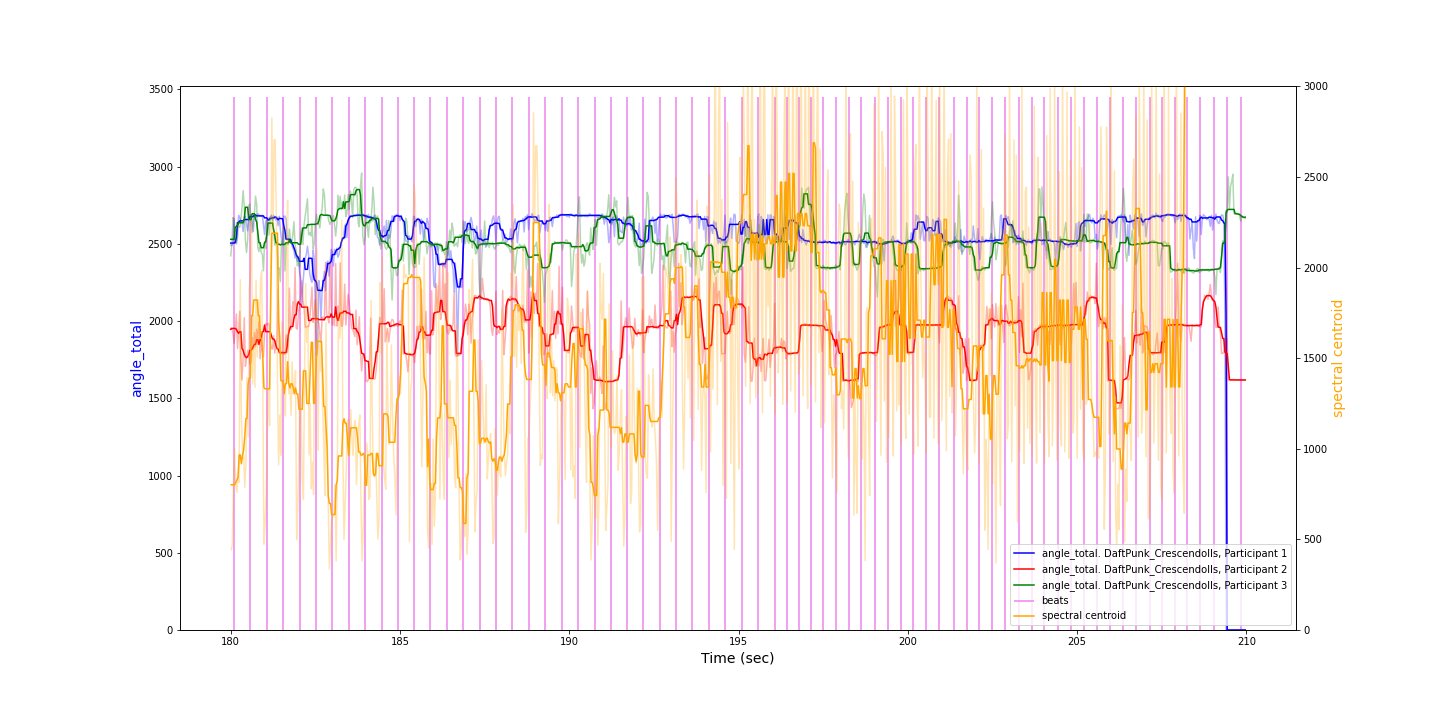 3500
3000
2500
2000
1500
1000
500
0
angle_total
180
185
190
195
200
205
210
Time (sec)
3000
2500
2000
1500
1000
500
0
spectral centroid
angle_total. DaftPunk_Crescendolls, Participant 1
angle_total. DaftPunk_Crescendolls, Participant 2
angle_total. DaftPunk_Crescendolls, Participant 3
beats
spectral centroid